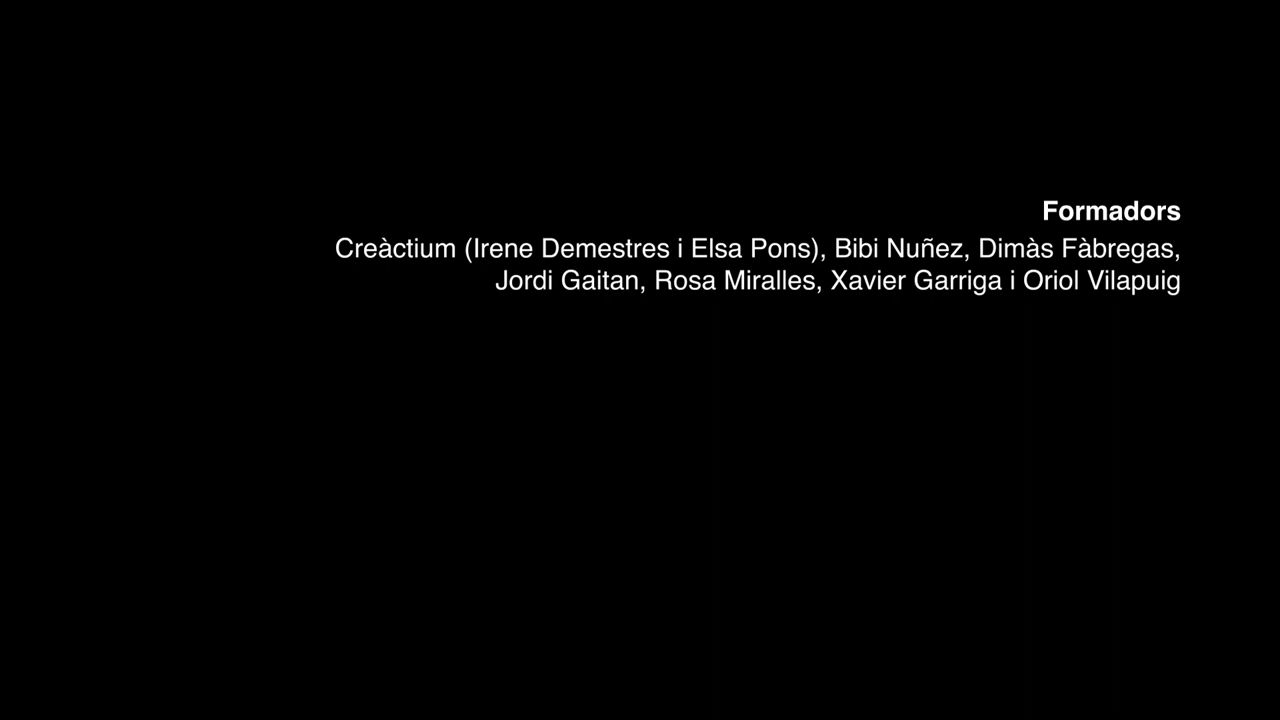 Formadors
Creàctium (Irene Demestres i Elsa Pons), Bibi Nuñez, Dimàs Fàbregas,
Jordi Gaitan, Rosa Miralles, Xavier Garriga i Oriol Vilapuig